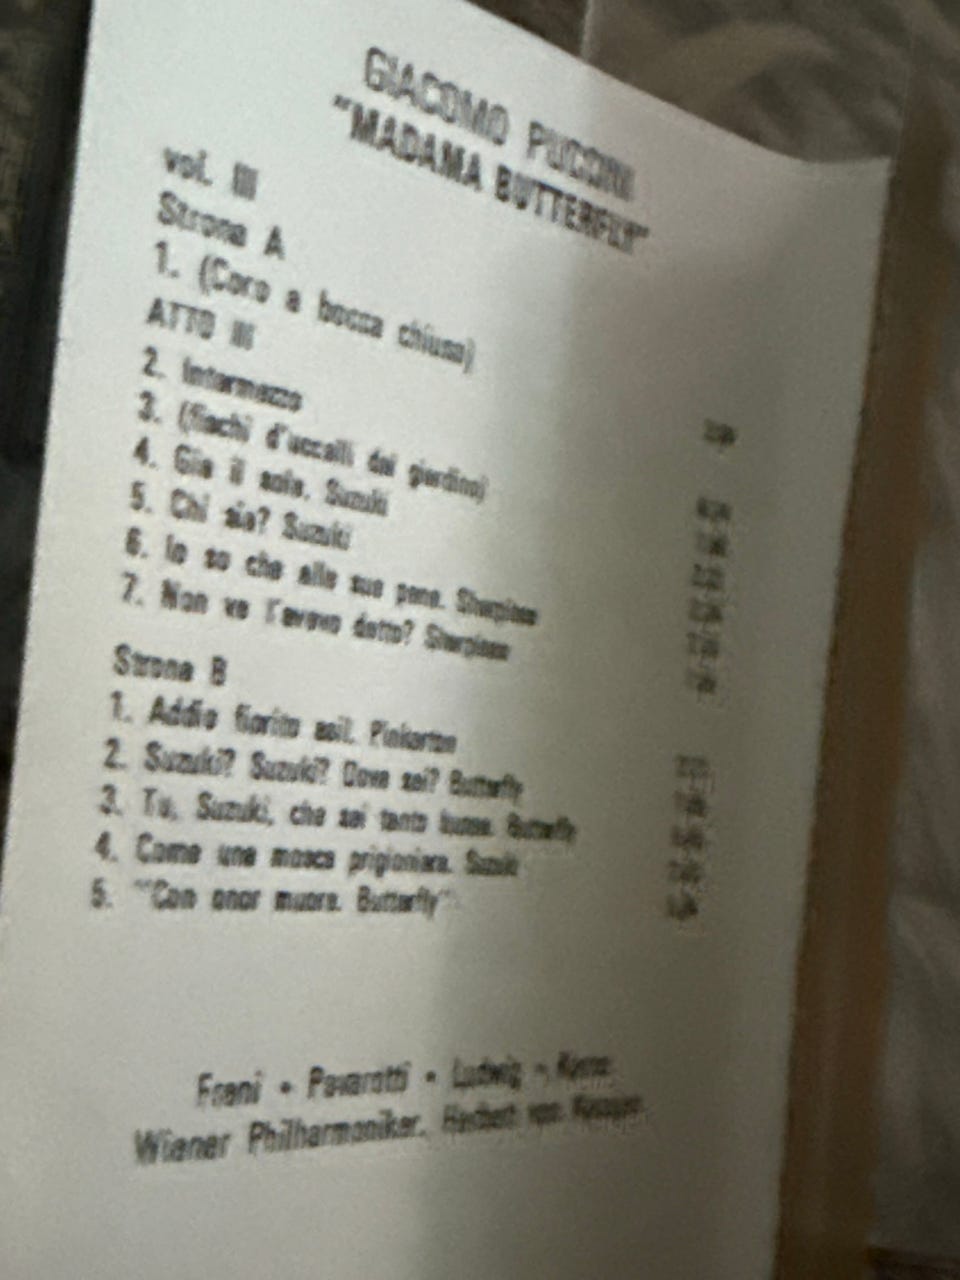 GIACOMO PUCCINI
"MADAMA BUTTERFLY"
vol. III
Strona A
1. (Coro a bocca chiusa)
ATTO III
2. Intermezzo
3. (fischi d'uccelli dal giardino)
4. Gia il sole. Suzuki
5. Chi sia? Suzuki
6. Io so che alle sue pene. Sharpless
7. Non ve l'avevo detto? Sharpless
Strona B
1. Addio fiorito asil. Pinkerton
2. Suzuki? Suzuki? Dove sei? Butterfly
3. Tu, Suzuki, che sei tanto buona. Butterfly
4. Come una mosca prigioniera. Suzuki
5. "Con onor muore. Butterfly"
Freni - Pavarotti - Ludwig - Kerns
Wiener Philharmoniker. Herbert von Karajan